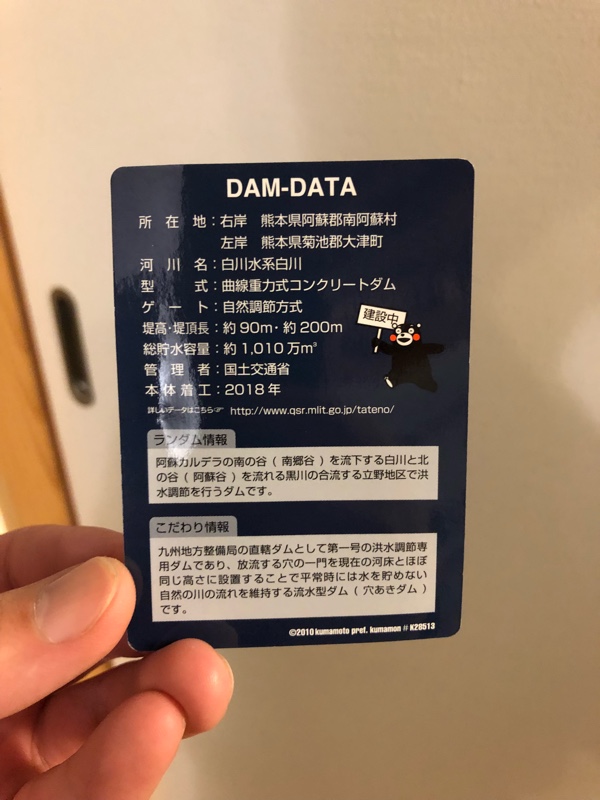 DAM-DATA
所在地：右岸 熊本県阿蘇郡南阿蘇村
左岸 熊本県菊池郡大津町
河川名：白川水系白川
型式：曲線重力式コンクリートダム
ゲート：自然調節方式
建設中
堤高・堤頂長：約90m・約200m
総貯水容量：約1,010万m³
管理者：国土交通省
本体着工：2018年
詳しいデータはこちら☞ http://www.qsr.mlit.go.jp/tateno/
ランダム情報
阿蘇カルデラの南の谷（南郷谷）を流下する白川と北
の谷（阿蘇谷）を流れる黒川の合流する立野地区で洪
水調節を行うダムです。
こだわり情報
九州地方整備局の直轄ダムとして第一号の洪水調節専
用ダムであり、放流する穴の一門を現在の河床とほぼ
同じ高さに設置することで平常時には水を貯めない
自然の川の流れを維持する流水型ダム（穴あきダム）
です。
©2010 kumamoto pref. kumamon # K28513